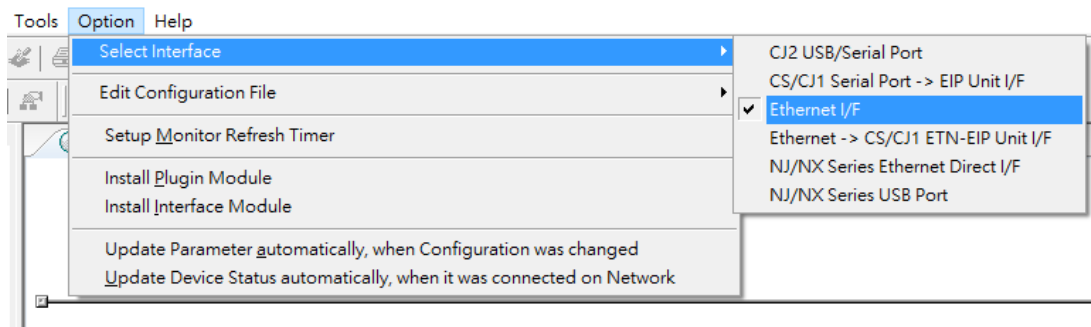 Tools Option Help
Select Interface
Edit Configuration File
Setup Monitor Refresh Timer
Install Plugin Module
Install Interface Module
Update Parameter automatically, when Configuration was changed
Update Device Status automatically, when it was connected on Network
CJ2 USB/Serial Port
CS/CJ1 Serial Port -> EIP Unit I/F
Ethernet I/F
Ethernet -> CS/CJ1 ETN-EIP Unit I/F
NJ/NX Series Ethernet Direct I/F
NJ/NX Series USB Port